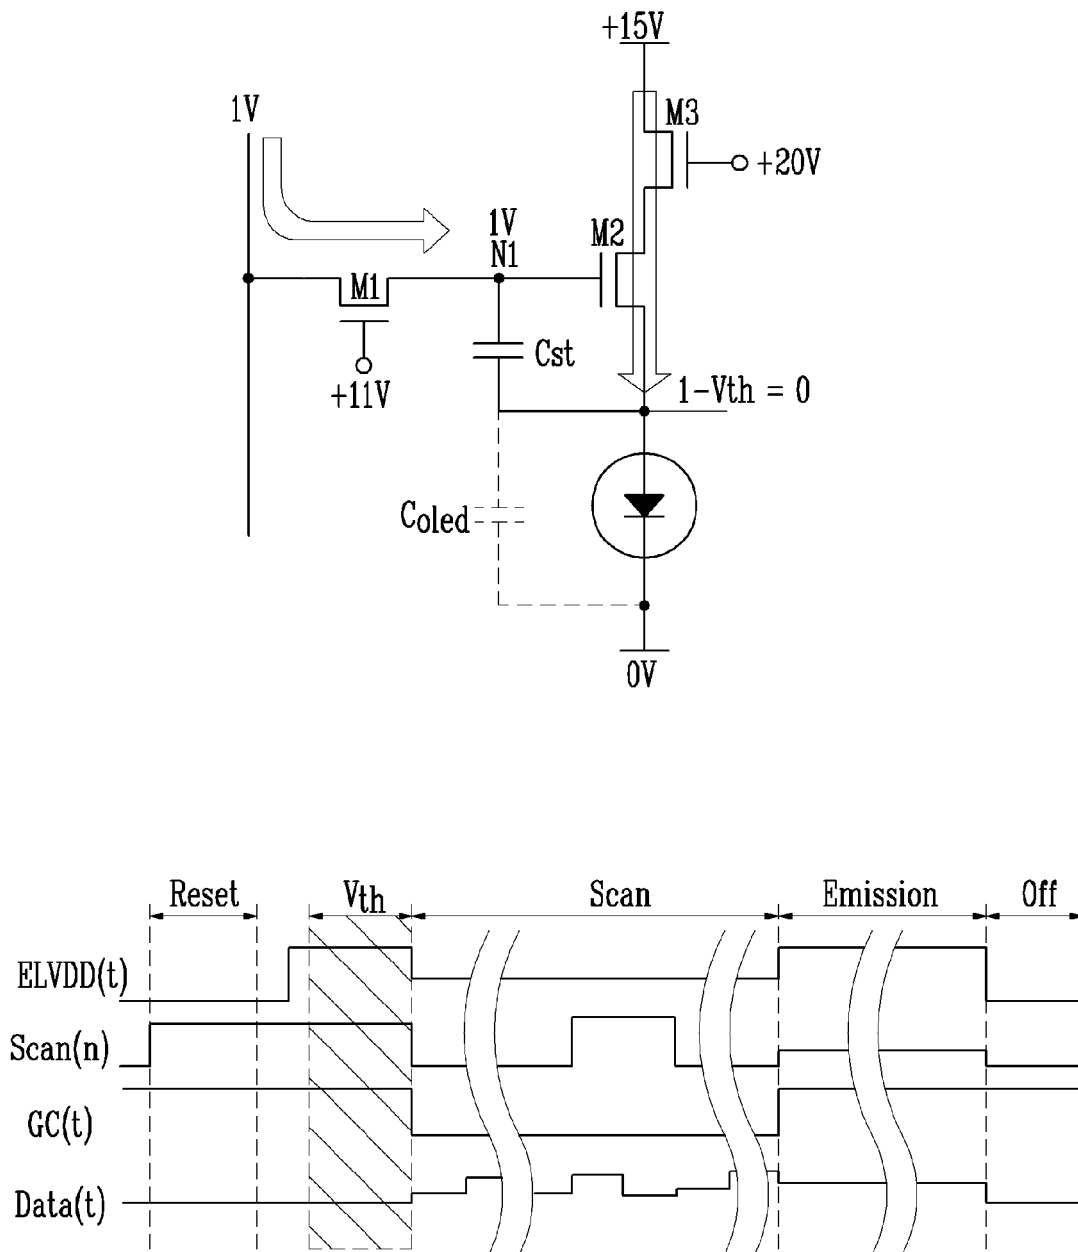 +15V
1V
M3
+20V
1V
N1
M2
M1
Cst
+11V
1-Vth = 0
Coled
0V
Reset
Vth
Scan
Emission
Off
ELVDD(t)
Scan(n)
GC(t)
Data(t)